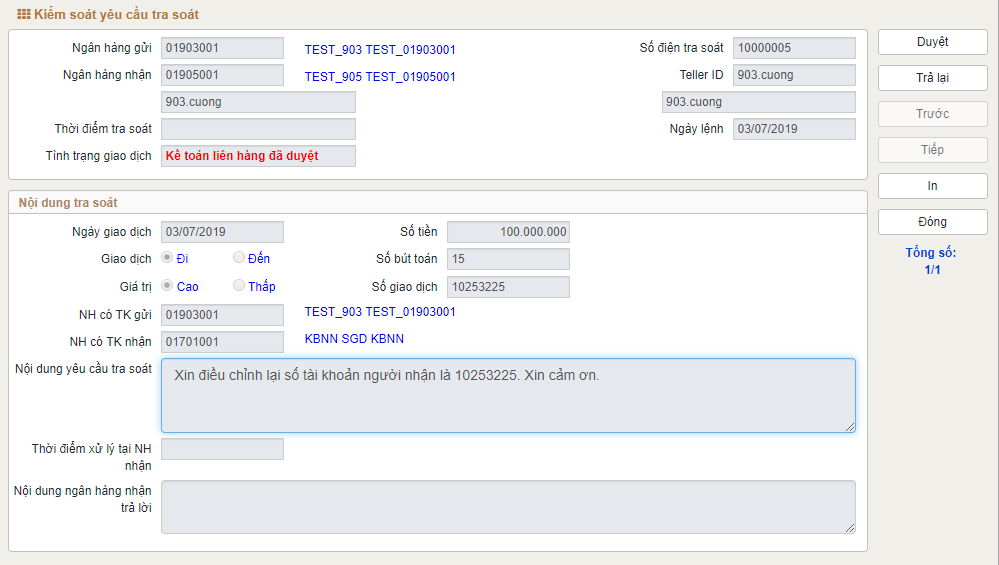 Kiểm soát yêu cầu tra soát
Ngân hàng gửi 01903001 TEST_903 TEST_01903001 Số điện tra soát 10000005
Ngân hàng nhận 01905001 TEST_905 TEST_01905001 Teller ID 903.cuong
903.cuong 903.cuong
Thời điểm tra soát Ngày lệnh 03/07/2019
Tình trạng giao dịch Kế toán liên hàng đã duyệt
Duyệt
Trả lại
Trước
Tiếp
In
Đóng
Tổng số:
1/1
Nội dung tra soát
Ngày giao dịch 03/07/2019 Số tiền 100.000.000
Giao dịch Đi Đến Số bút toán 15
Giá trị Cao Thấp Số giao dịch 10253225
NH có TK gửi 01903001 TEST_903 TEST_01903001
NH có TK nhận 01701001 KBNN SGD KBNN
Nội dung yêu cầu tra soát Xin điều chỉnh lại số tài khoản người nhận là 10253225. Xin cảm ơn.
Thời điểm xử lý tại NH
nhận
Nội dung ngân hàng nhận
trả lời